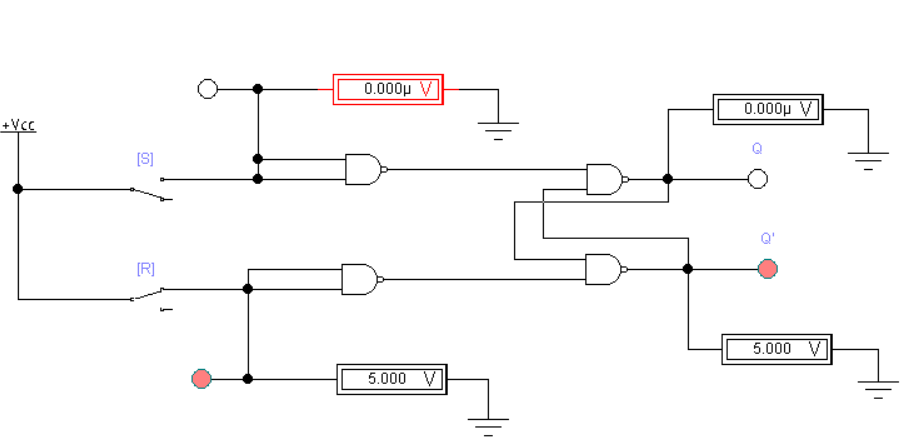 0.000µ V
0.000µ V
+Vcc
[S]
Q
Q'
[R]
5.000 V
5.000 V